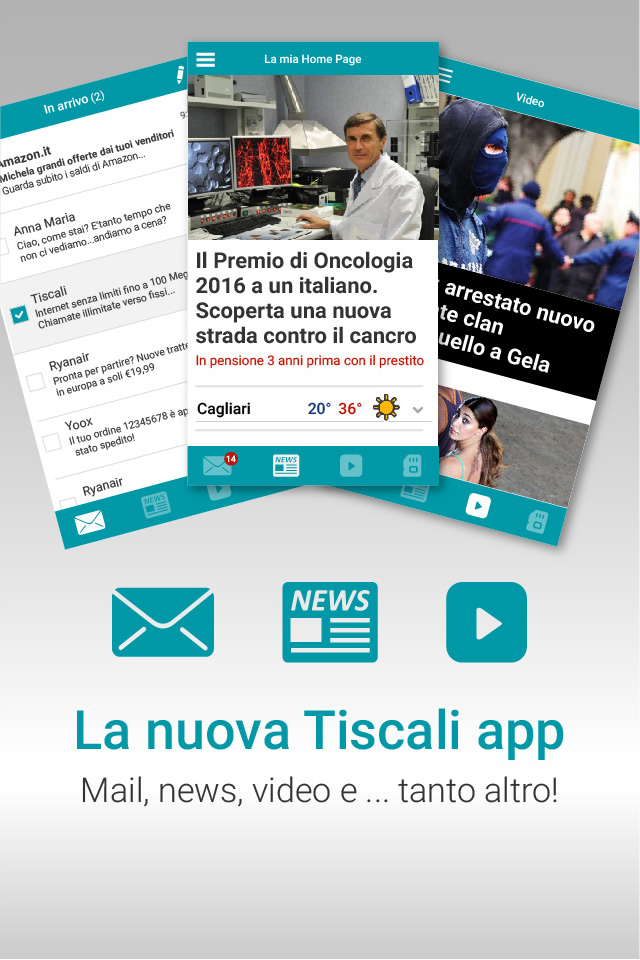 In arrivo (2)
Amazon.it
Michela grandi offerte dai tuoi venditori
Guarda subito i saldi di Amazon...
Anna Maria
Ciao, come stai? E'tanto tempo che
non ci vediamo...andiamo a cena?
Tiscali
Internet senza limiti fino a 100 Meg
Chiamate illimitate verso fissi...
Ryanair
Pronta per partire? Nuove tratte
in europa a soli €19,99
Yoox
Il tuo ordine 12345678 è
stato spedito!
Ryanair
NEWS
La mia Home Page
Il Premio di Oncologia
2016 a un italiano.
Scoperta una nuova
strada contro il cancro
In pensione 3 anni prima con il prestito
Cagliari 20° 36°
14
NEWS
Video
arrestato nuovo
clan
a Gela
NEWS
NEWS
La nuova Tiscali app
Mail, news, video e ... tanto altro!